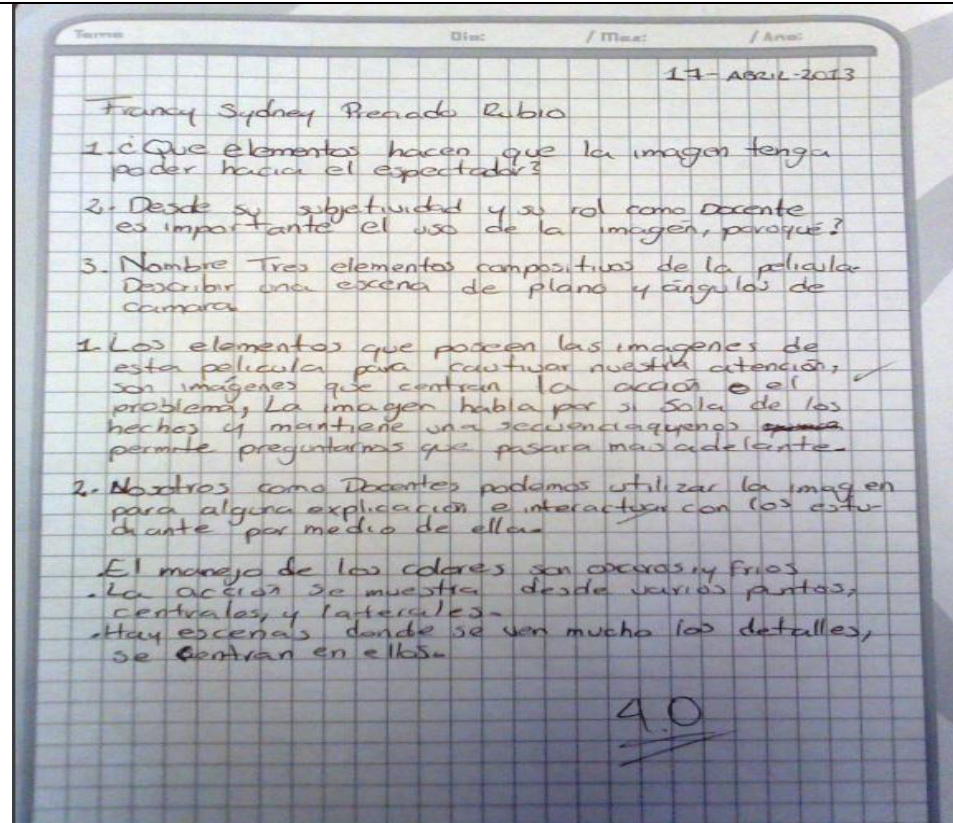 Tema: Dia: / Mes: / Ano:
17-ABRIL-2013
Francy Sydney Rubio
1. ¿Que elementos hacen que la imagen tenga
poder hacia el espectador?
2. Desde su subjetividad y su rol como Docente
es importante el uso de la imagen, poroque?
3. Nombre Tres elementos compositivos de la pelicula.
Describir una escena de plano y ángulos de
camara
1. Los elementos que poseen las imagenes de
esta pelicula para cautivar nuestra atención,
son imágenes que centran la acción o el
problema, La imagen habla por si sola de los
hechos y mantiene una secuencia que nos
permite preguntarnos que pasara mas adelante.
2. Nosotros como Docentes podemos utilizar la imagen
para alguna explicación e interactuar con los estu-
diante por medio de ella.
.El manejo de los colores son oscuros, y frios
.La acción se muestra desde varios puntos,
centrales, y laterales.
.Hay escenas donde se ven mucho los detalles,
se centran en ellos.
4.0